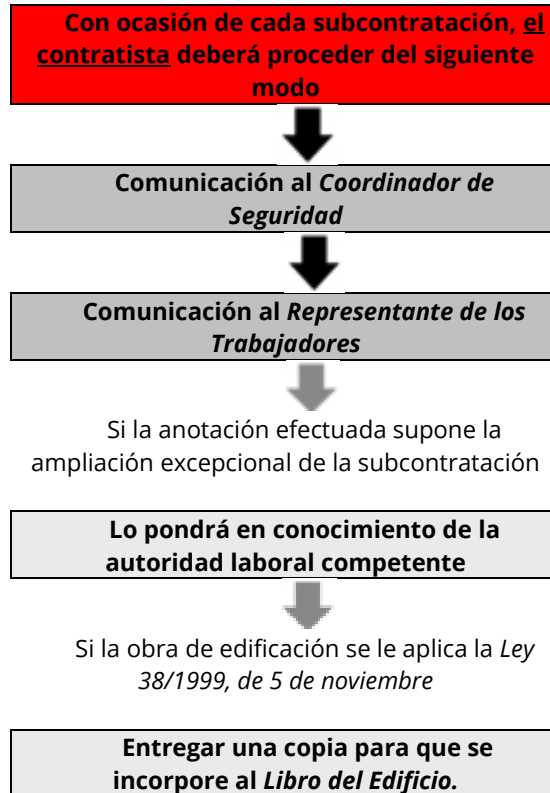 Con ocasión de cada subcontratación, el
contratista deberá proceder del siguiente
modo
Comunicación al Coordinador de
Seguridad
Comunicación al Representante de los
Trabajadores
Si la anotación efectuada supone la
ampliación excepcional de la subcontratación
Lo pondrá en conocimiento de la
autoridad laboral competente
Si la obra de edificación se le aplica la Ley
38/1999, de 5 de noviembre
Entregar una copia para que se
incorpore al Libro del Edificio.